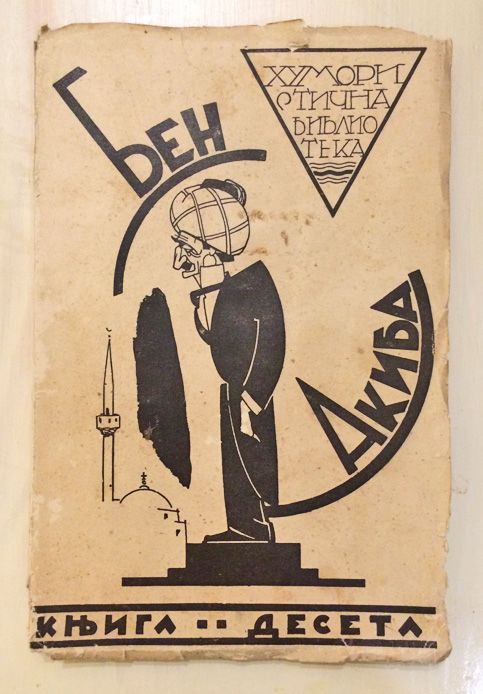 БЕН
АКИБА
ХУМОРИ
СТИЧНА
БИБЛИО
ТЕКА
КЊИГА ·· ДЕСЕТА